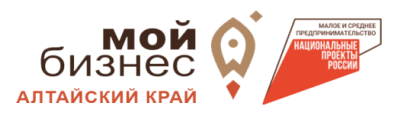 мой
бизнес
АЛТАЙСКИЙ КРАЙ
МАЛОЕ И СРЕДНЕЕ
ПРЕДПРИНИМАТЕЛЬСТВО
НАЦИОНАЛЬНЫЕ
ПРОЕКТЫ
РОССИИ